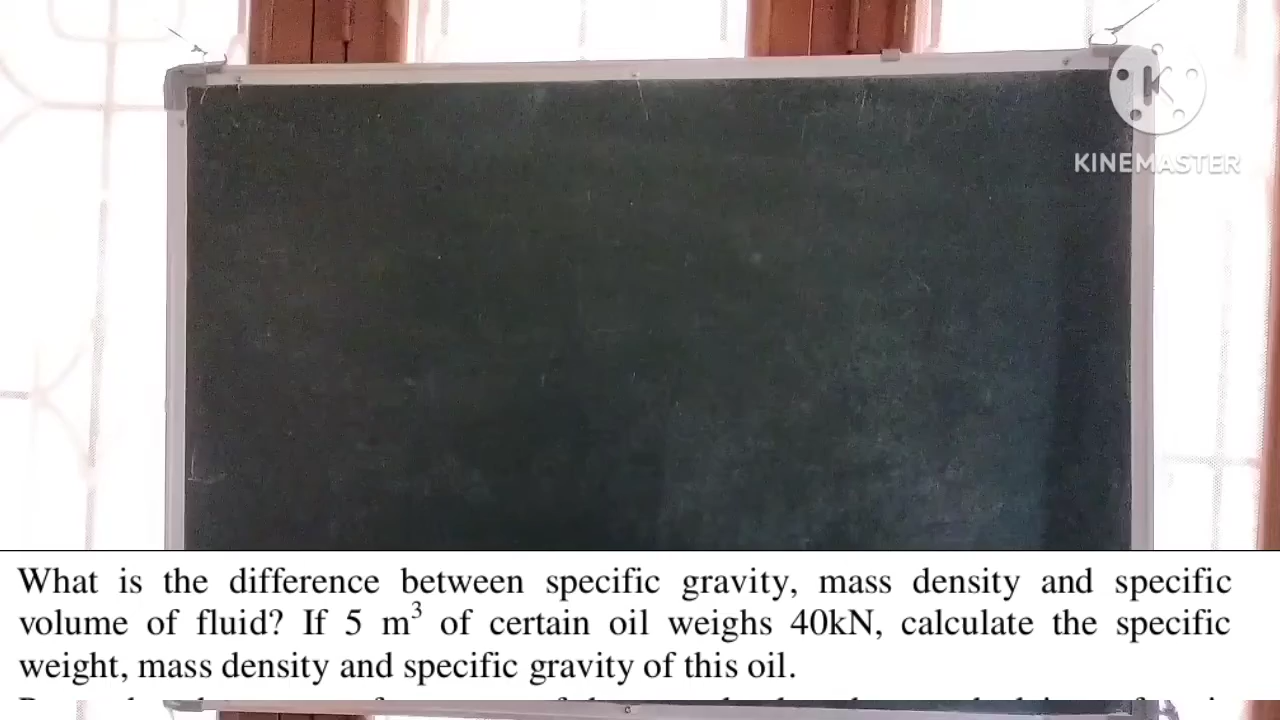 KINEMASTER
What is the difference between specific gravity, mass density and specific
volume of fluid? If 5 m³ of certain oil weighs 40kN, calculate the specific
weight, mass density and specific gravity of this oil.